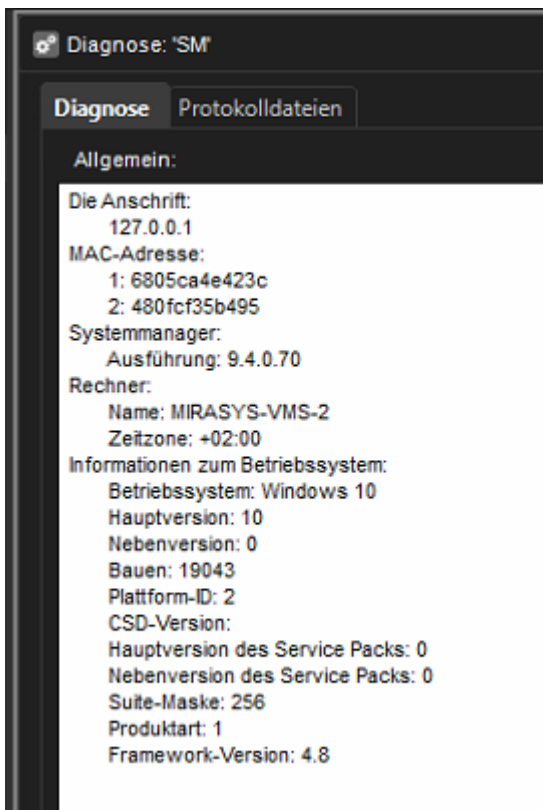 Diagnose: 'SM'
Diagnose Protokolldateien
Allgemein:
Die Anschrift:
127.0.0.1
MAC-Adresse:
1: 6805ca4e423c
2: 480fcf35b495
Systemmanager:
Ausführung: 9.4.0.70
Rechner:
Name: MIRASYS-VMS-2
Zeitzone: +02:00
Informationen zum Betriebssystem:
Betriebssystem: Windows 10
Hauptversion: 10
Nebenversion: 0
Bauen: 19043
Plattform-ID: 2
CSD-Version:
Hauptversion des Service Packs: 0
Nebenversion des Service Packs: 0
Suite-Maske: 256
Produktart: 1
Framework-Version: 4.8